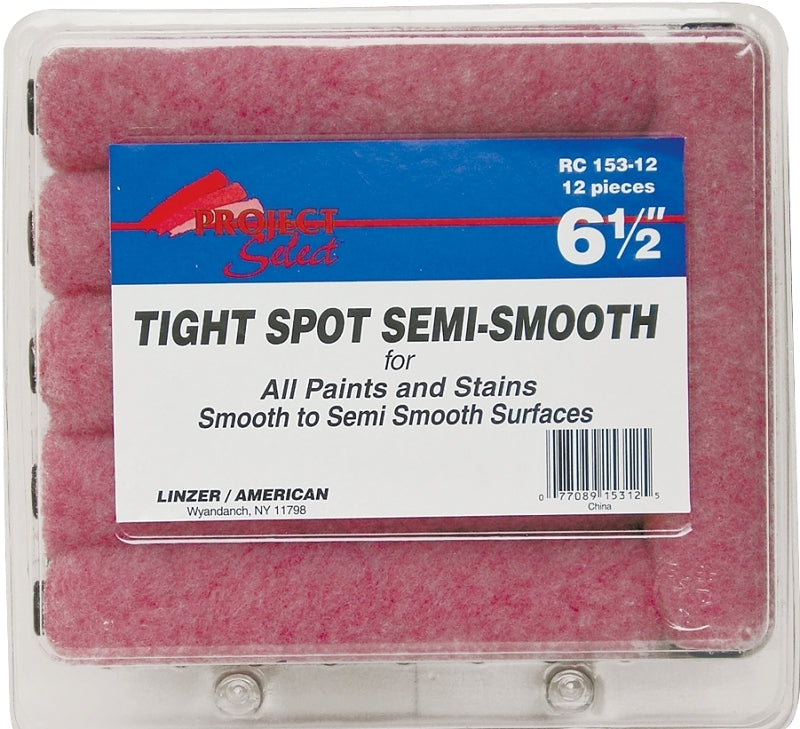 RC 153-12
12 pieces
6½"
PROJECT
Select
TIGHT SPOT SEMI-SMOOTH
for
All Paints and Stains
Smooth to Semi Smooth Surfaces
LINZER / AMERICAN
Wyandanch, NY 11798
0 77089 15312 5
China